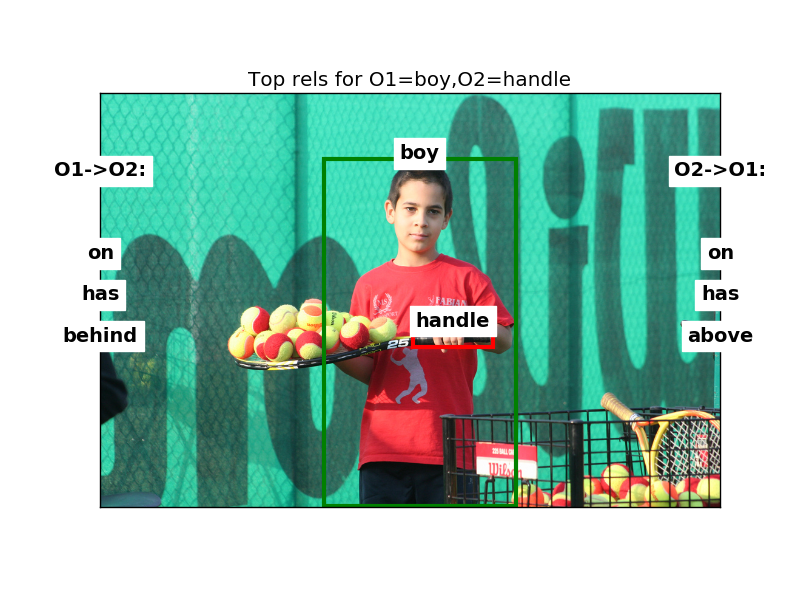 Top rels for O1=boy,O2=handle
boy
O1->O2:
O2->O1:
on
on
has
has
behind
above
handle
FABIAN
25
Wilson